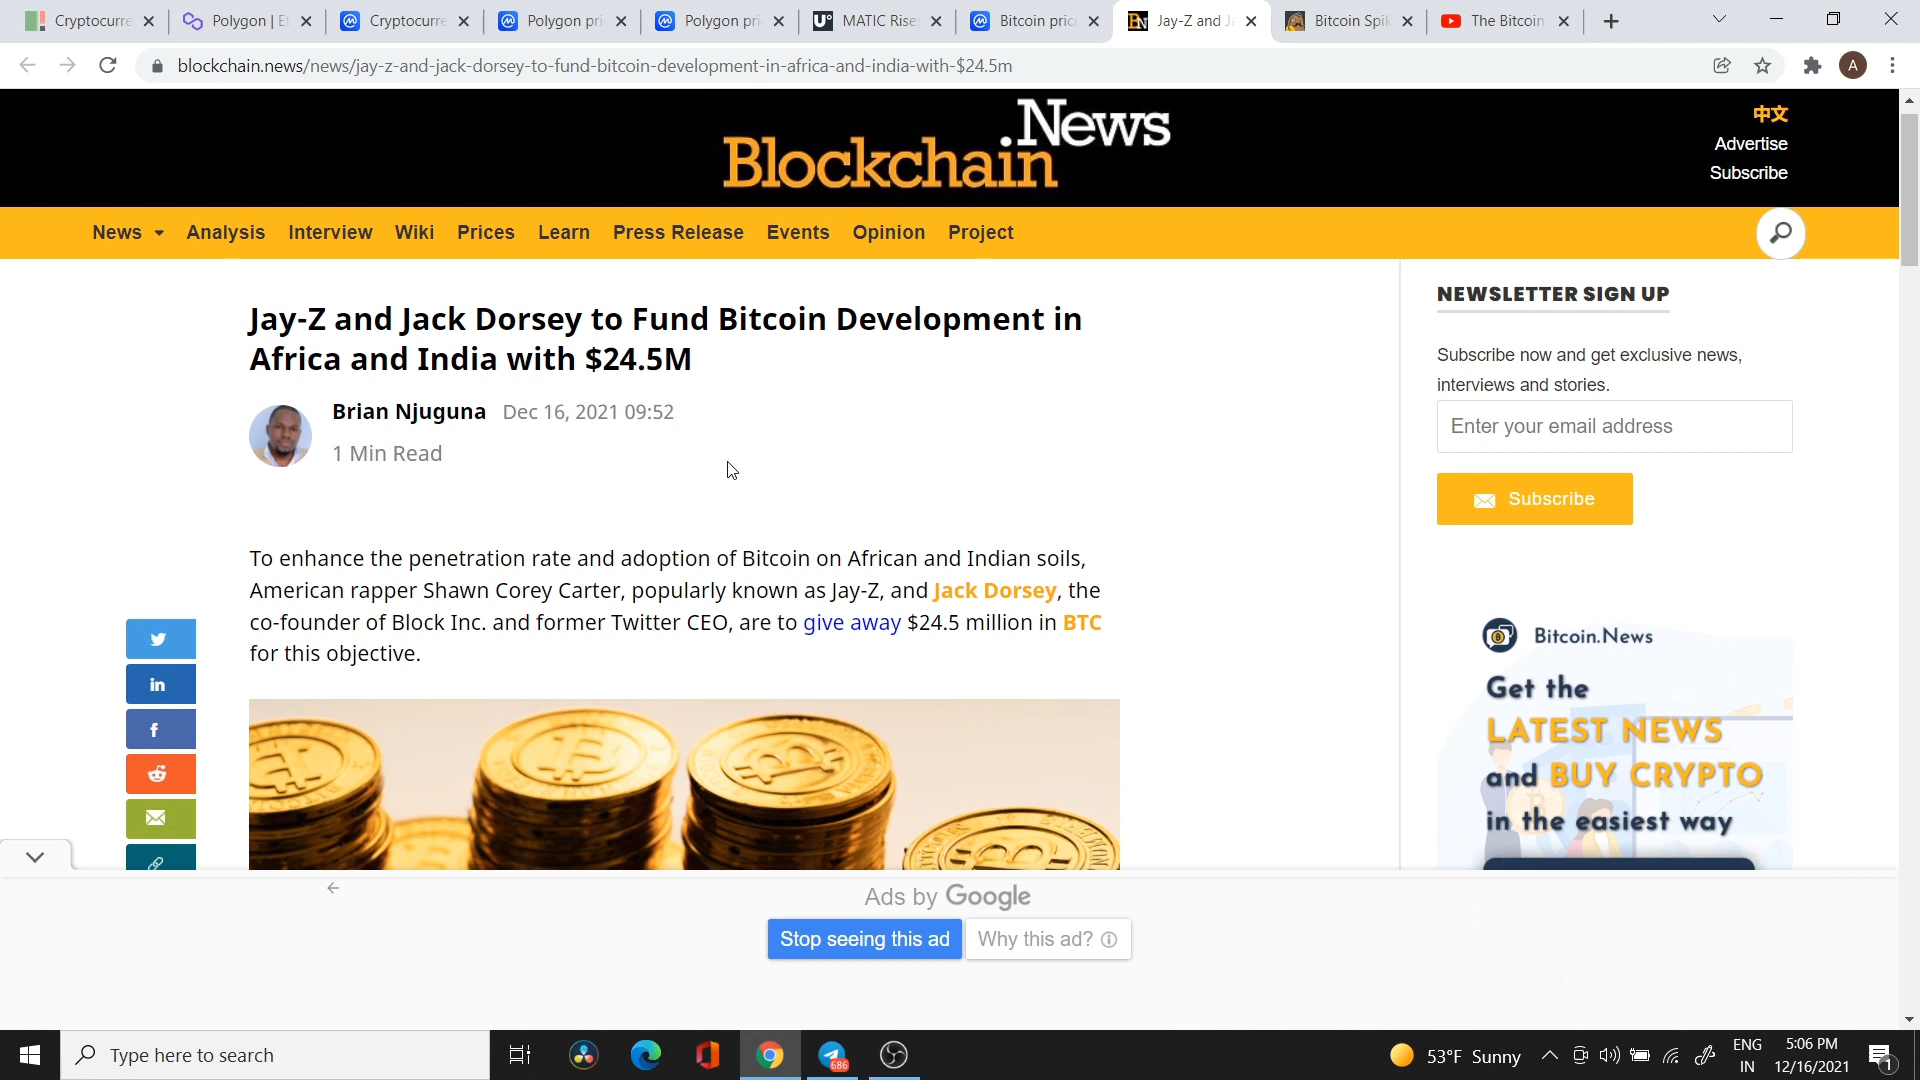 Cryptocurre
Polygon | Et
Cryptocurre
Polygon pri
Polygon pri
MATIC Rise
Bitcoin pric
Jay-Z and Ja
Bitcoin Spik
The Bitcoin
blockchain.news/news/jay-z-and-jack-dorsey-to-fund-bitcoin-development-in-africa-and-india-with-$24.5m
A
Blockchain.News
中文
Advertise
Subscribe
News Analysis Interview Wiki Prices Learn Press Release Events Opinion Project
Jay-Z and Jack Dorsey to Fund Bitcoin Development in
Africa and India with $24.5M
Brian Njuguna Dec 16, 2021 09:52
1 Min Read
To enhance the penetration rate and adoption of Bitcoin on African and Indian soils,
American rapper Shawn Corey Carter, popularly known as Jay-Z, and Jack Dorsey, the
co-founder of Block Inc. and former Twitter CEO, are to give away $24.5 million in BTC
for this objective.
NEWSLETTER SIGN UP
Subscribe now and get exclusive news,
interviews and stories.
Enter your email address
Subscribe
Bitcoin.News
Get the
LATEST NEWS
and BUY CRYPTO
in the easiest way
Ads by Google
Stop seeing this ad
Why this ad?
Type here to search
686
53°F Sunny
ENG
IN
5:06 PM
12/16/2021
1